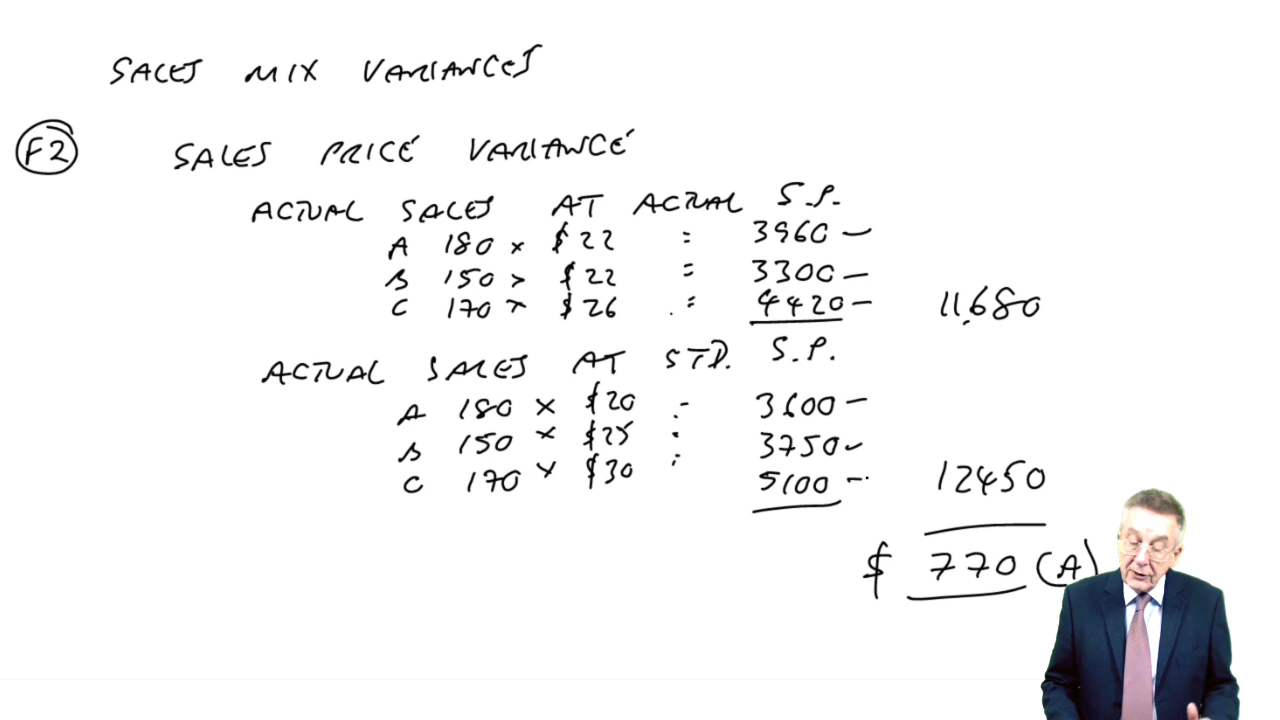 SALES MIX VARIANCES
F2 SALES PRICE VARIANCE
ACTUAL SALES AT ACTUAL S.P.
A 180 × $22 = 3960
B 150 × $22 = 3300
C 170 × $26 = 4420 11,680
ACTUAL SALES AT STD. S.P.
A 180 × $20 = 3600
B 150 × $25 = 3750
C 170 × $30 = 5100 12450
$ 770 (A)